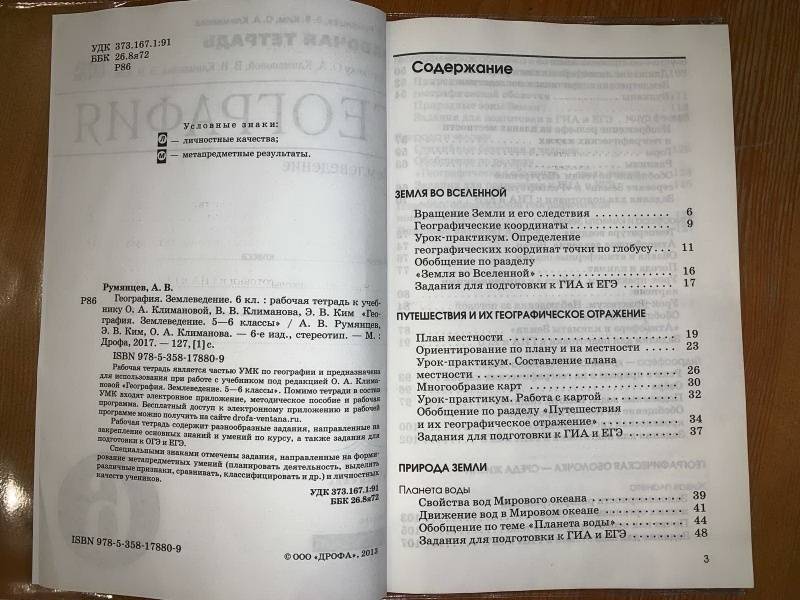 УДК 373.167.1:91
ББК 26.8я72
Р86
Условные знаки:
— личностные качества;
— метапредметные результаты.
Румянцев, А. В.
Р86 География. Землеведение. 6 кл. : рабочая тетрадь к учеб-
нику О. А. Климановой, В. В. Климанова, Э. В. Ким «Гео-
графия. Землеведение. 5—6 классы» / А. В. Румянцев,
Э. В. Ким, О. А. Климанова. — 6-е изд., стереотип. — М. :
Дрофа, 2017. — 127, [1] с.
ISBN 978-5-358-17880-9
Рабочая тетрадь является частью УМК по географии и предназначена
для использования при работе с учебником под редакцией О. А. Клима-
новой «География. Землеведение. 5—6 классы». Помимо тетради в состав
УМК входят электронное приложение, методическое пособие и рабочая
программа. Бесплатный доступ к электронному приложению и рабочей
программе можно получить на сайте drofa-ventana.ru.
Рабочая тетрадь содержит разнообразные задания, направленные на
закрепление основных знаний и умений по курсу, а также задания для
подготовки к ОГЭ и ЕГЭ.
Специальными знаками отмечены задания, направленные на форми-
рование метапредметных умений (планировать деятельность, выделять
различные признаки, сравнивать, классифицировать и др.) и личностных
качеств учеников.
УДК 373.167.1:91
ББК 26.8я72
ISBN 978-5-358-17880-9
© ООО «ДРОФА», 2013
Содержание
ЗЕМЛЯ ВО ВСЕЛЕННОЙ
Вращение Земли и его следствия . . . . . . . . . . . 6
Географические координаты . . . . . . . . . . . . . . 9
Урок-практикум. Определение
географических координат точки по глобусу . . . 11
Обобщение по разделу
«Земля во Вселенной» . . . . . . . . . . . . . . . . . . 16
Задания для подготовки к ГИА и ЕГЭ . . . . . . . 17
ПУТЕШЕСТВИЯ И ИХ ГЕОГРАФИЧЕСКОЕ ОТРАЖЕНИЕ
План местности . . . . . . . . . . . . . . . . . . . . . . . 19
Ориентирование по плану и на местности . . . . . 23
Урок-практикум. Составление плана
местности . . . . . . . . . . . . . . . . . . . . . . . . . . . 26
Многообразие карт . . . . . . . . . . . . . . . . . . . . 30
Урок-практикум. Работа с картой . . . . . . . . . . 32
Обобщение по разделу «Путешествия
и их географическое отражение» . . . . . . . . . . . 34
Задания для подготовки к ГИА и ЕГЭ . . . . . . . 37
ПРИРОДА ЗЕМЛИ
Планета воды
Свойства вод Мирового океана . . . . . . . . . . . . 39
Движение вод в Мировом океане . . . . . . . . . . . 41
Обобщение по теме «Планета воды» . . . . . . . . . 44
Задания для подготовки к ГИА и ЕГЭ . . . . . . . 48
3